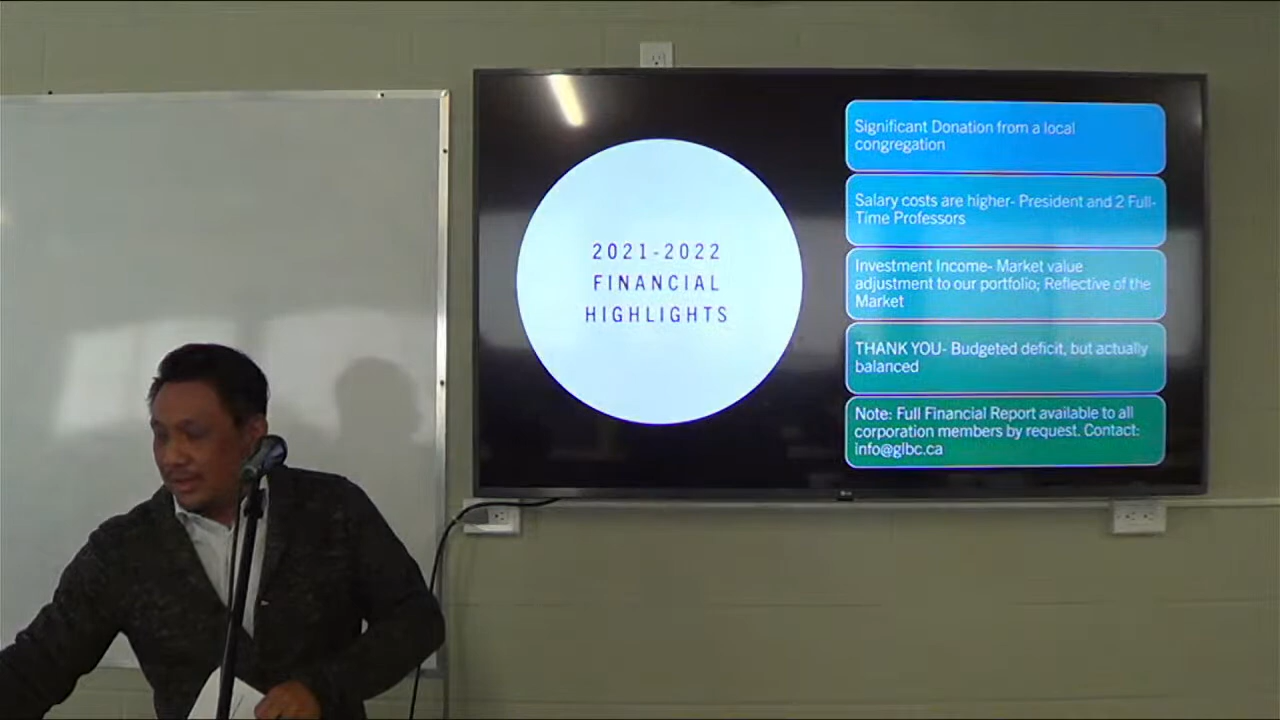 2021-2022
FINANCIAL
HIGHLIGHTS
Significant Donation from a local
congregation
Salary costs are higher- President and 2 Full-
Time Professors
Investment Income- Market value
adjustment to our portfolio; Reflective of the
Market
THANK YOU- Budgeted deficit, but actually
balanced
Note: Full Financial Report available to all
corporation members by request. Contact:
info@glbc.ca
LG